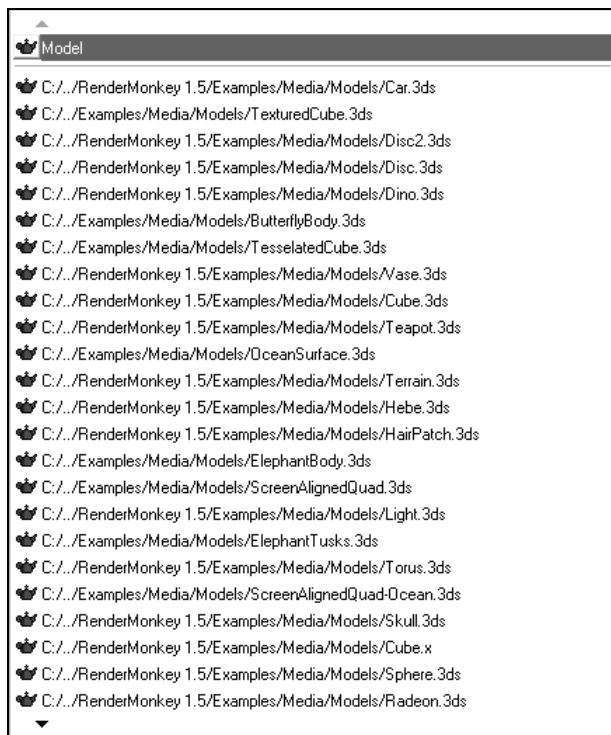 Model
C:/../RenderMonkey 1.5/Examples/Media/Models/Car.3ds
C:/../Examples/Media/Models/TexturedCube.3ds
C:/../RenderMonkey 1.5/Examples/Media/Models/Disc2.3ds
C:/../RenderMonkey 1.5/Examples/Media/Models/Disc.3ds
C:/../RenderMonkey 1.5/Examples/Media/Models/Dino.3ds
C:/../Examples/Media/Models/ButterflyBody.3ds
C:/../Examples/Media/Models/TesselatedCube.3ds
C:/../RenderMonkey 1.5/Examples/Media/Models/Vase.3ds
C:/../RenderMonkey 1.5/Examples/Media/Models/Cube.3ds
C:/../RenderMonkey 1.5/Examples/Media/Models/Teapot.3ds
C:/../Examples/Media/Models/OceanSurface.3ds
C:/../RenderMonkey 1.5/Examples/Media/Models/Terrain.3ds
C:/../RenderMonkey 1.5/Examples/Media/Models/Hebe.3ds
C:/../RenderMonkey 1.5/Examples/Media/Models/HairPatch.3ds
C:/../Examples/Media/Models/ElephantBody.3ds
C:/../Examples/Media/Models/ScreenAlignedQuad.3ds
C:/../RenderMonkey 1.5/Examples/Media/Models/Light.3ds
C:/../Examples/Media/Models/ElephantTusks.3ds
C:/../RenderMonkey 1.5/Examples/Media/Models/Torus.3ds
C:/../Examples/Media/Models/ScreenAlignedQuad-Ocean.3ds
C:/../RenderMonkey 1.5/Examples/Media/Models/Skull.3ds
C:/../RenderMonkey 1.5/Examples/Media/Models/Cube.x
C:/../RenderMonkey 1.5/Examples/Media/Models/Sphere.3ds
C:/../RenderMonkey 1.5/Examples/Media/Models/Radeon.3ds